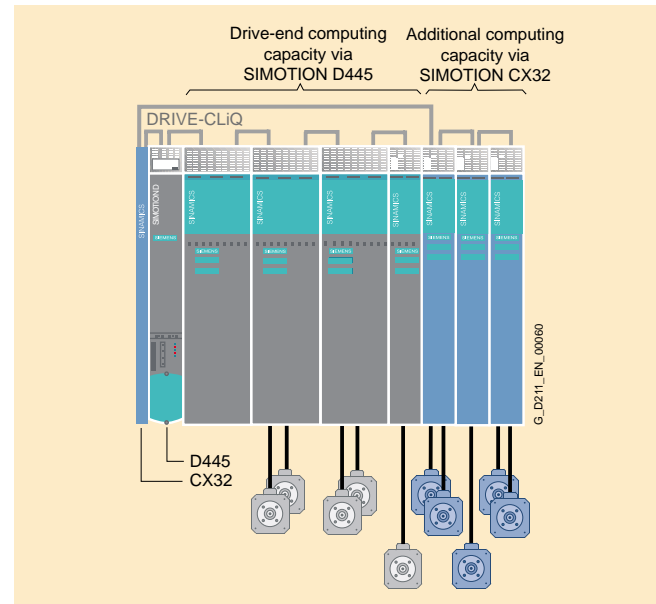 Drive-end computing
capacity via
SIMOTION D445
Additional computing
capacity via
SIMOTION CX32
DRIVE-CLiQ
SINAMICS
SIMOTION D
SINAMICS
SINAMICS
SINAMICS
SINAMICS
SINAMICS
SINAMICS
SINAMICS
SIEMENS
SIEMENS
SIEMENS
SIEMENS
SIEMENS
SIEMENS
SIEMENS
SIEMENS
G_D211_EN_00060
D445
CX32